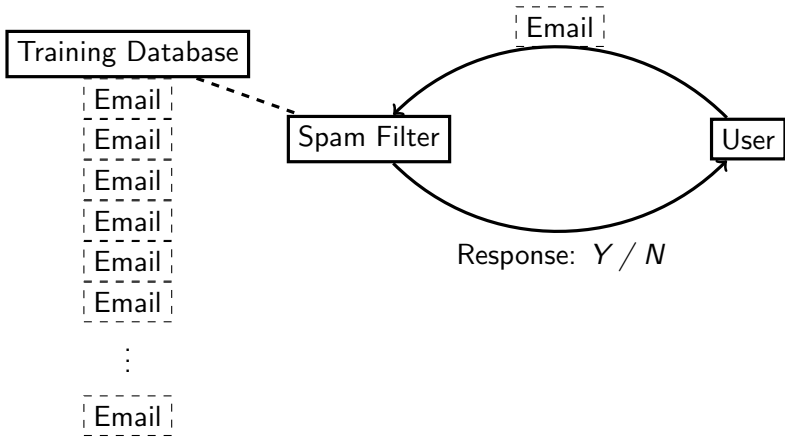 Email
Training Database
Email
Email
Email
Email
Email
Email
⋮
Email
Spam Filter
User
Response: Y / N